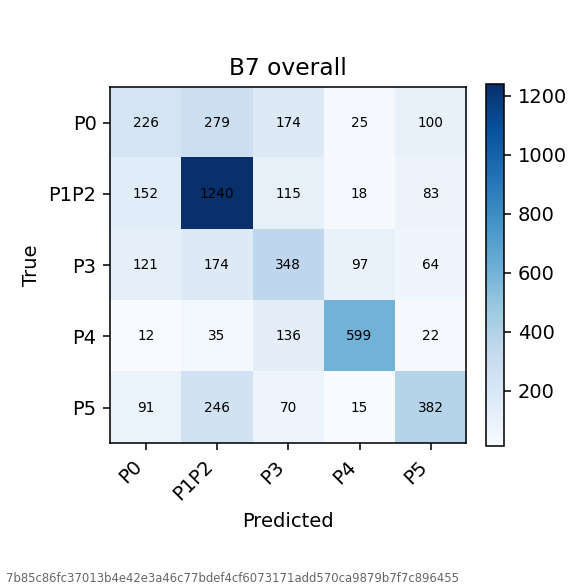 B7 overall
P0 226 279 174 25 100
P1P2 152 1240 115 18 83
P3 121 174 348 97 64
P4 12 35 136 599 22
P5 91 246 70 15 382
True
P0 P1P2 P3 P4 P5
Predicted
1200
1000
800
600
400
200
7b85c86fc37013b4e42e3a46c77bdef4cf6073171add570ca9879b7f7c896455